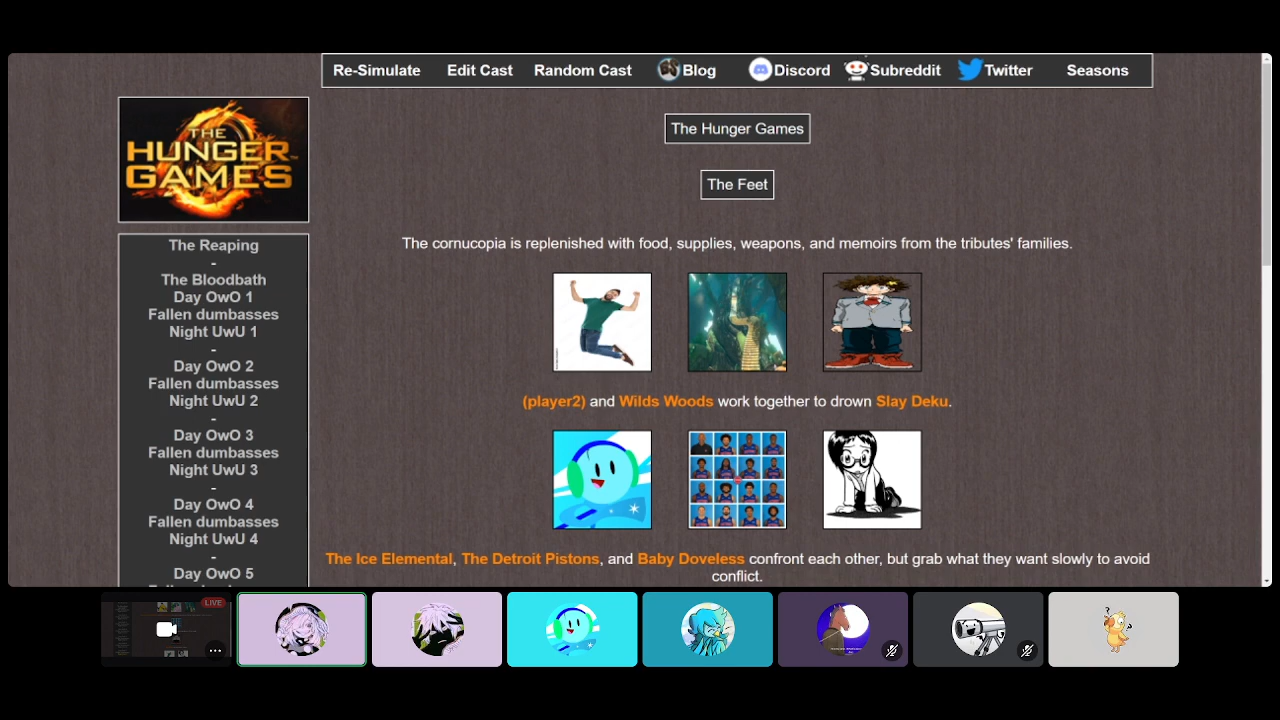 Re-Simulate Edit Cast Random Cast Blog Discord Subreddit Twitter Seasons
THE
HUNGER
GAMES
The Hunger Games
The Feet
The Reaping
-
The Bloodbath
Day OwO 1
Fallen dumbasses
Night UwU 1
-
Day OwO 2
Fallen dumbasses
Night UwU 2
-
Day OwO 3
Fallen dumbasses
Night UwU 3
-
Day OwO 4
Fallen dumbasses
Night UwU 4
-
Day OwO 5
The cornucopia is replenished with food, supplies, weapons, and memoirs from the tributes' families.
(player2) and Wilds Woods work together to drown Slay Deku.
The Ice Elemental, The Detroit Pistons, and Baby Doveless confront each other, but grab what they want slowly to avoid
conflict.
LIVE